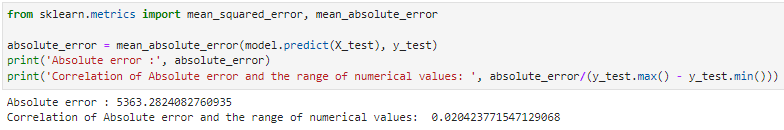 from sklearn.metrics import mean_squared_error, mean_absolute_error
absolute_error = mean_absolute_error(model.predict(X_test), y_test)
print('Absolute error :', absolute_error)
print('Correlation of Absolute error and the range of numerical values: ', absolute_error/(y_test.max() - y_test.min()))
Absolute error : 5363.2824082760935
Correlation of Absolute error and the range of numerical values:  0.020423771547129068